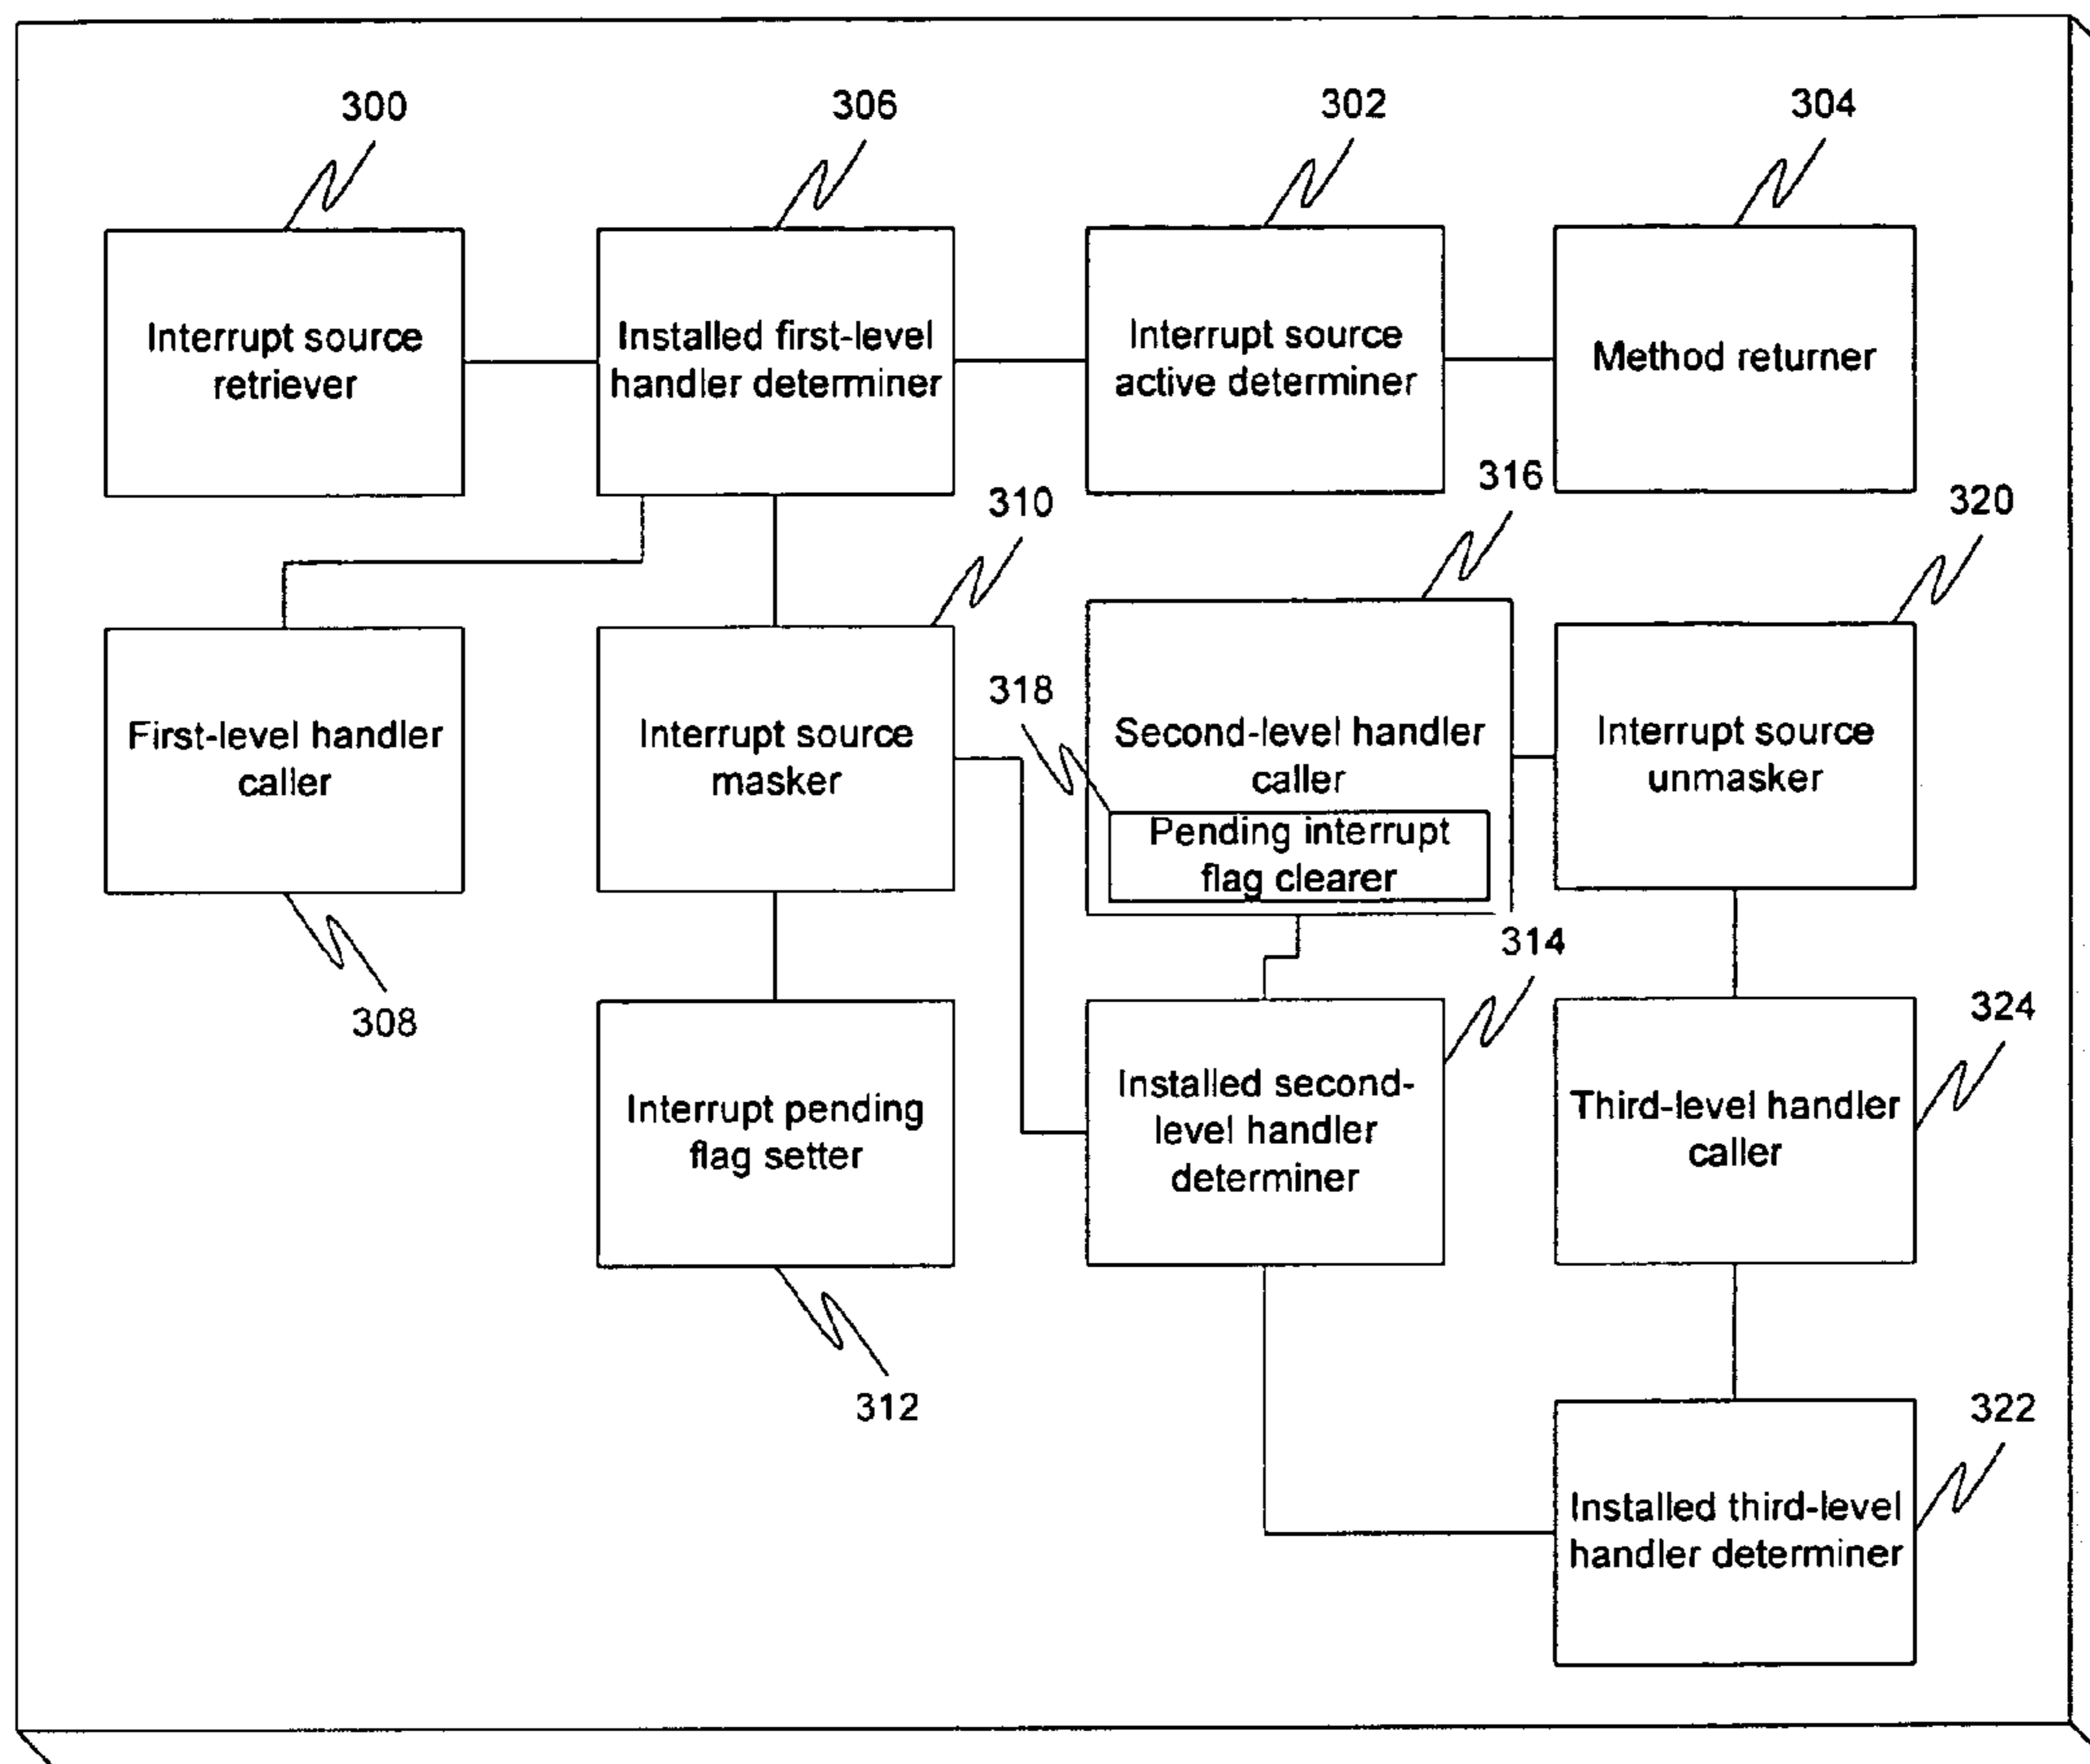 300
306
302
304
Interrupt source
retriever
Installed first-level
handler determiner
Interrupt source
active determiner
Method returner
310
316
320
318
First-level handler
caller
Interrupt source
masker
Second-level handler
caller
Pending interrupt
flag clearer
Interrupt source
unmasker
308
314
324
Interrupt pending
flag setter
Installed second-
level handler
determiner
Third-level handler
caller
312
322
Installed third-level
handler determiner